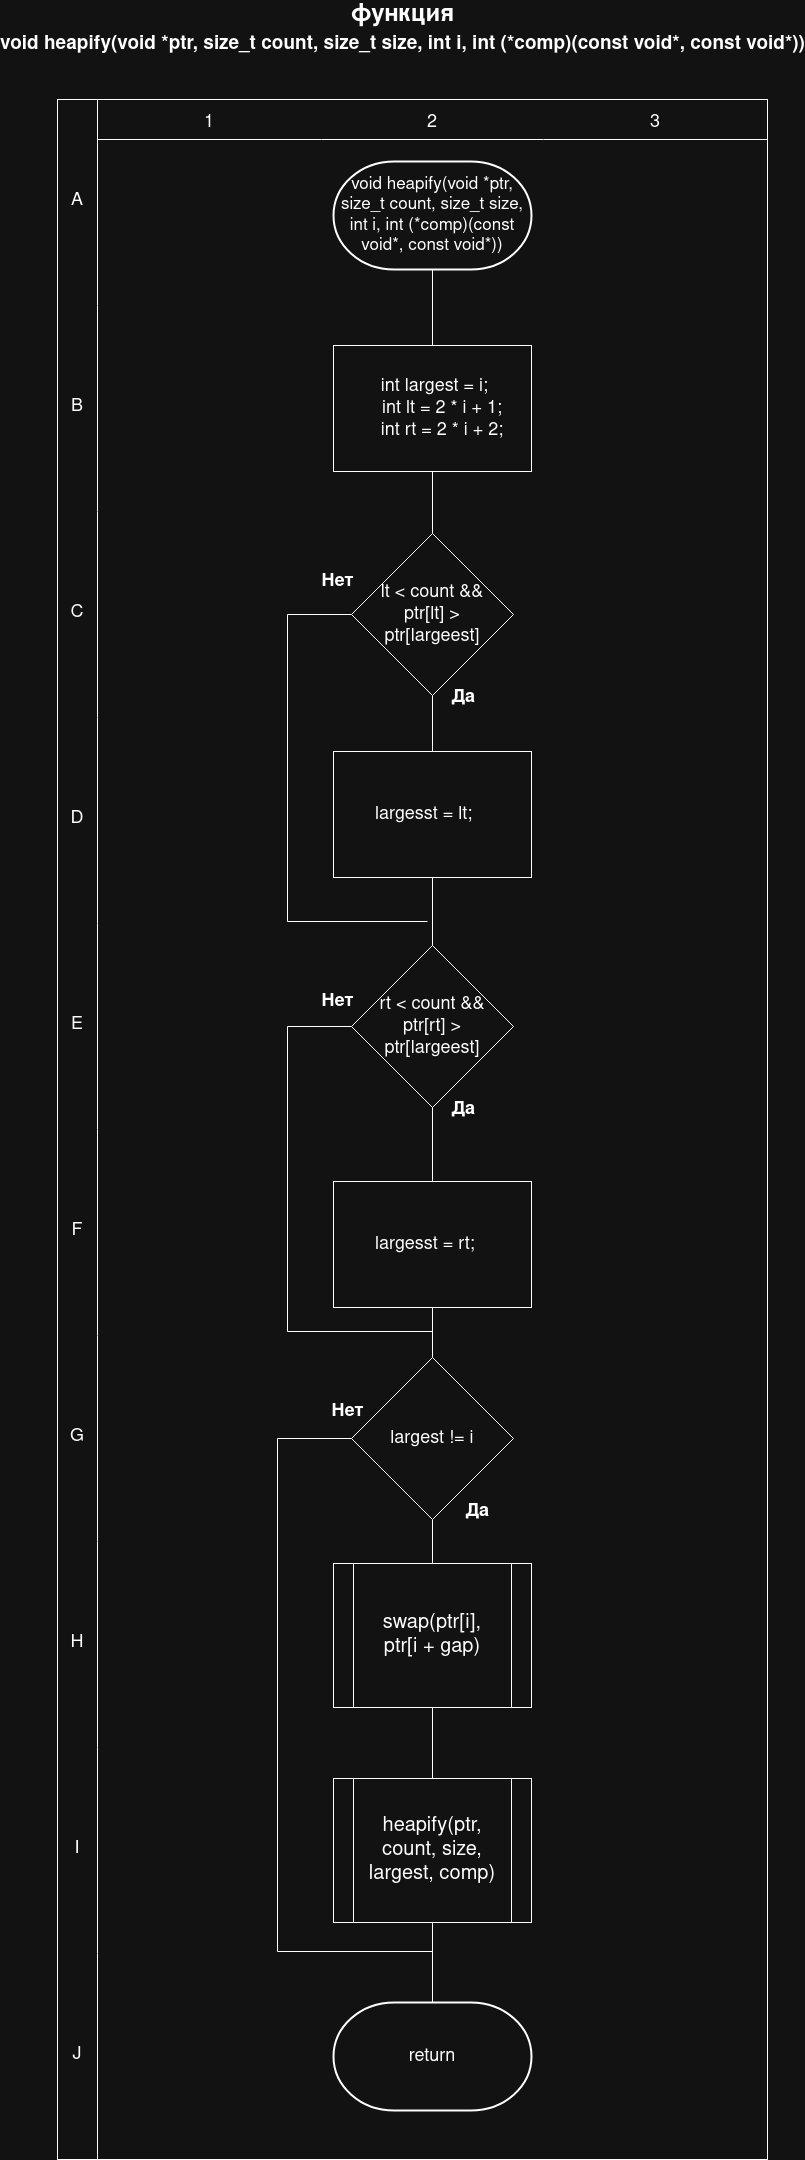 функция
void heapify(void *ptr, size_t count, size_t size, int i, int (*comp)(const void*, const void*))
1 2 3
A
void heapify(void *ptr,
size_t count, size_t size,
int i, int (*comp)(const
void*, const void*))
B
int largest = i;
int lt = 2 * i + 1;
int rt = 2 * i + 2;
C
Нет
lt < count &&
ptr[lt] >
ptr[largeest]
Да
D
largesst = lt;
E
Нет
rt < count &&
ptr[rt] >
ptr[largeest]
Да
F
largesst = rt;
G
Нет
largest != i
Да
H
swap(ptr[i],
ptr[i + gap)
I
heapify(ptr,
count, size,
largest, comp)
J
return